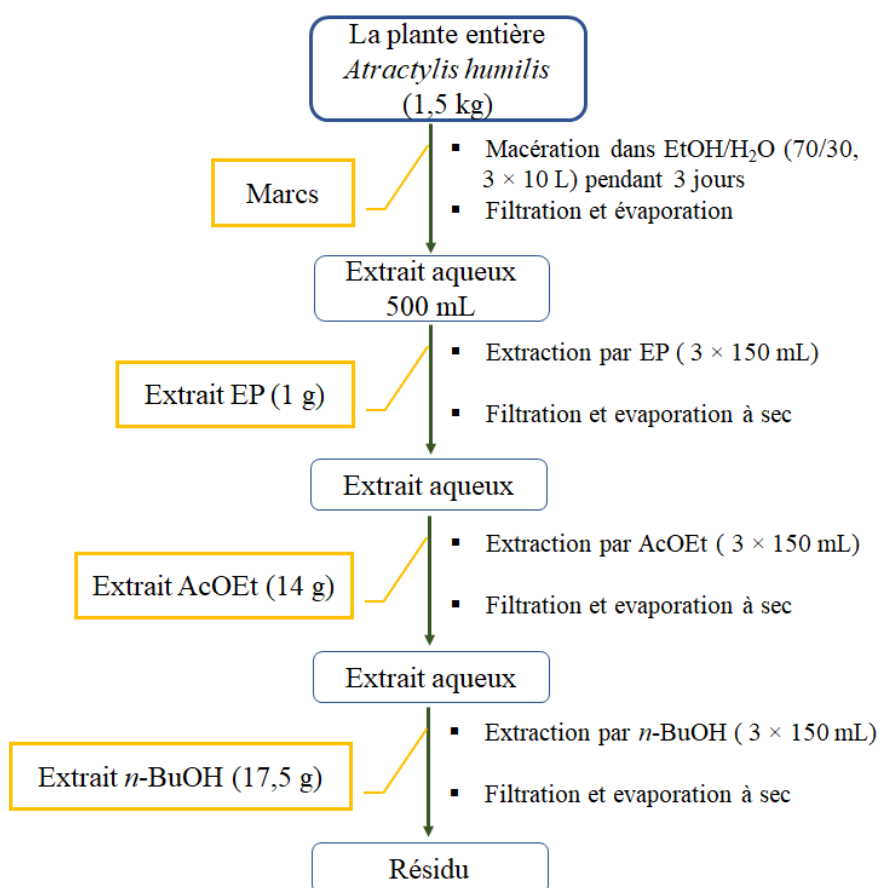 La plante entière
Atractylis humilis
(1,5 kg)
▪ Macération dans EtOH/H₂O (70/30,
3 × 10 L) pendant 3 jours
▪ Filtration et évaporation
Marcs
Extrait aqueux
500 mL
▪ Extraction par EP ( 3 × 150 mL)
Extrait EP (1 g)
▪ Filtration et evaporation à sec
Extrait aqueux
▪ Extraction par AcOEt ( 3 × 150 mL)
Extrait AcOEt (14 g)
▪ Filtration et evaporation à sec
Extrait aqueux
▪ Extraction par n-BuOH ( 3 × 150 mL)
Extrait n-BuOH (17,5 g)
▪ Filtration et evaporation à sec
Résidu